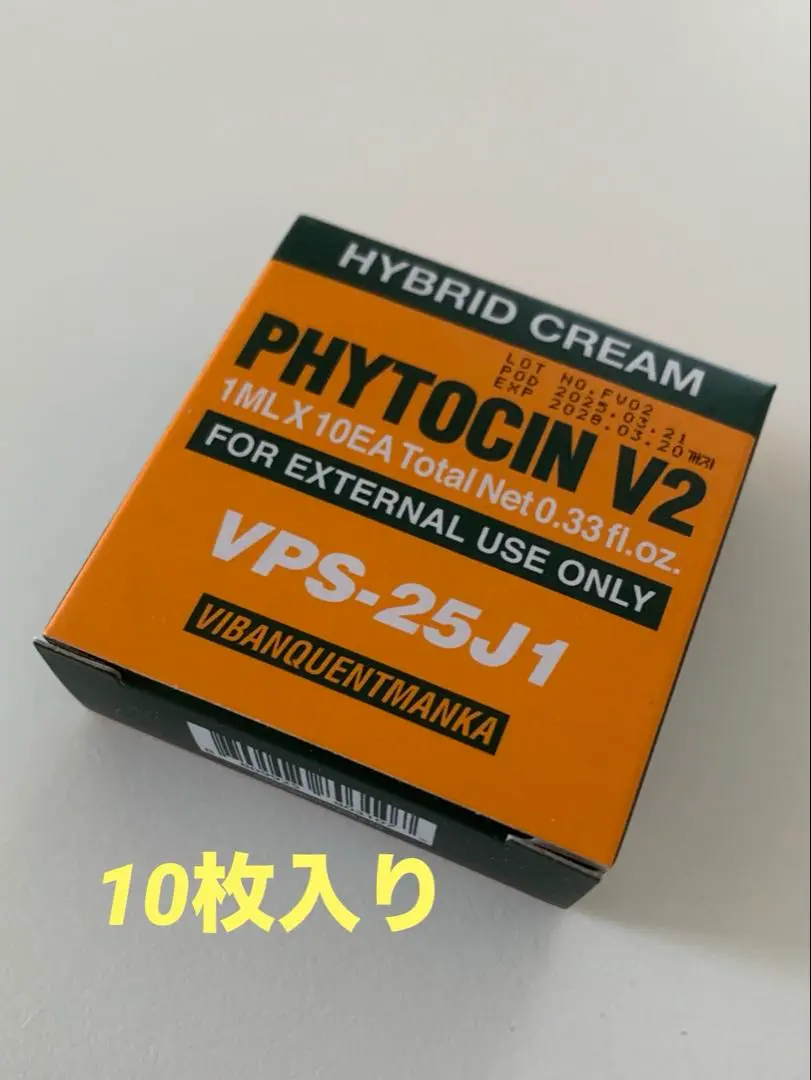 HYBRID CREAM
PHYTOCIN V2
LOT NO.FV02
POD 2025.03.21
EXP 2028.03.20까지
1ML X 10EA Total Net 0.33 fl.oz.
FOR EXTERNAL USE ONLY
VPS-25J1
VIBANQUENTMANKA
10枚入り